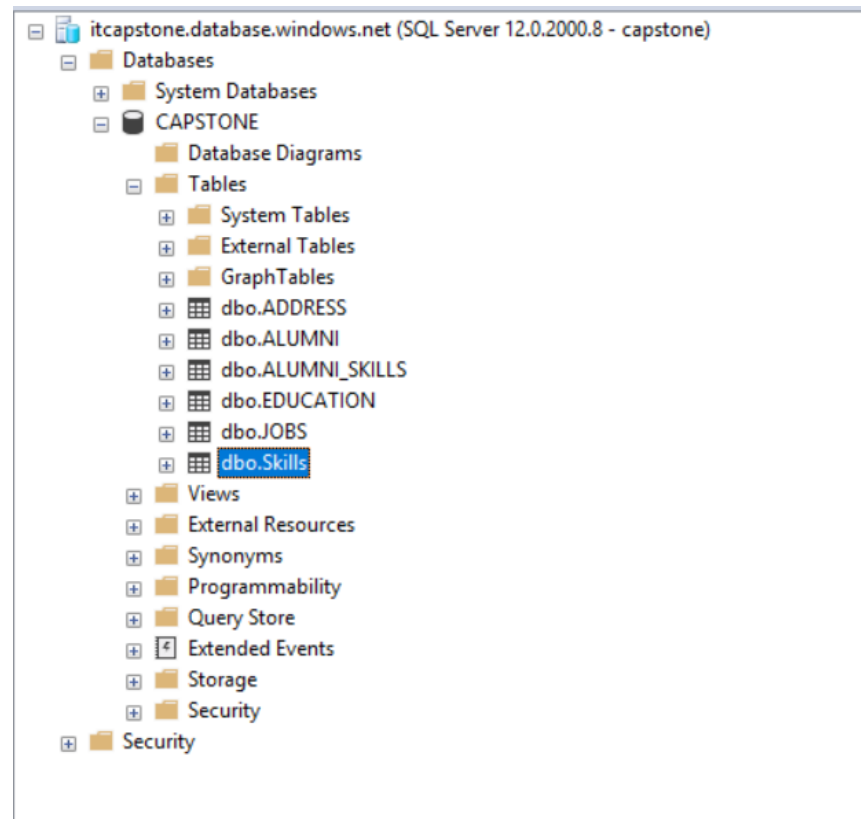 itcapstone.database.windows.net (SQL Server 12.0.2000.8 - capstone)
Databases
System Databases
CAPSTONE
Database Diagrams
Tables
System Tables
External Tables
GraphTables
dbo.ADDRESS
dbo.ALUMNI
dbo.ALUMNI_SKILLS
dbo.EDUCATION
dbo.JOBS
dbo.Skills
Views
External Resources
Synonyms
Programmability
Query Store
Extended Events
Storage
Security
Security